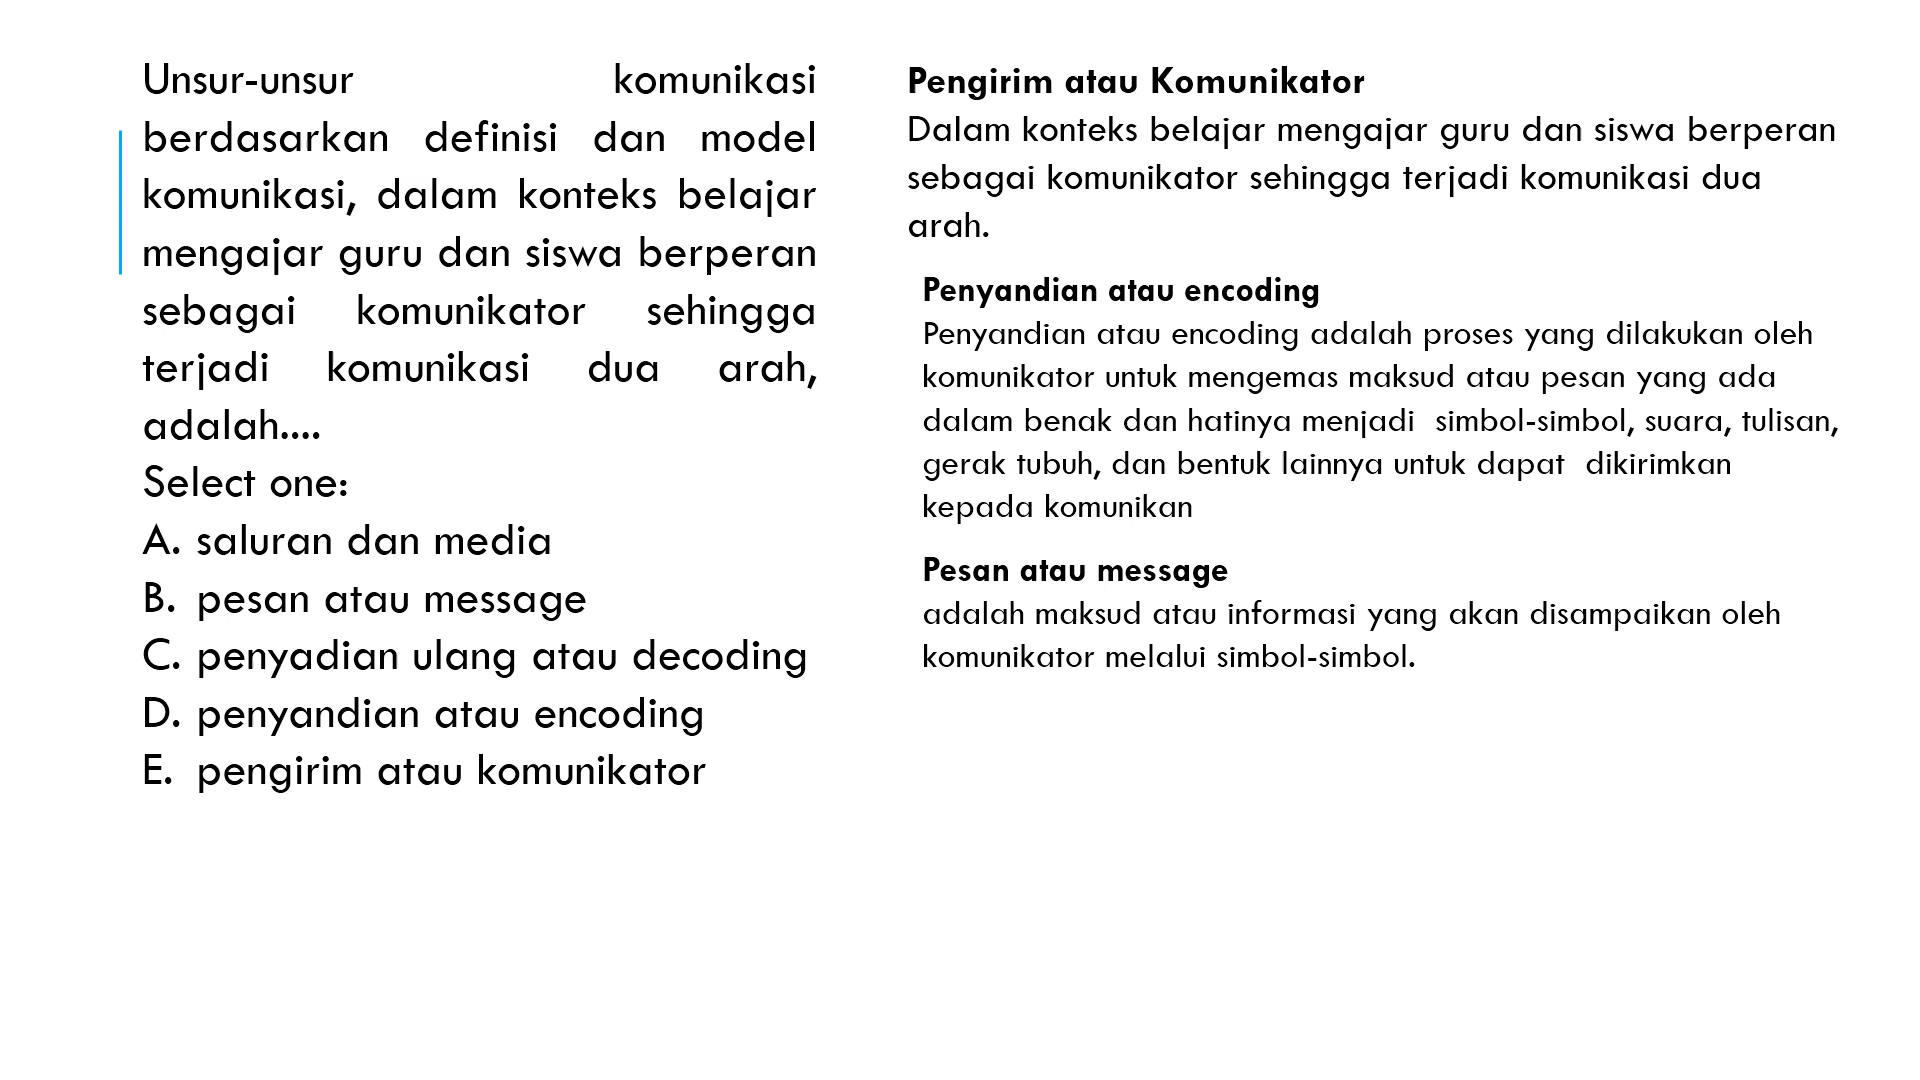 Unsur-unsur komunikasi
berdasarkan definisi dan model
komunikasi, dalam konteks belajar
mengajar guru dan siswa berperan
sebagai komunikator sehingga
terjadi komunikasi dua arah,
adalah....
Select one:
A. saluran dan media
B. pesan atau message
C. penyadian ulang atau decoding
D. penyandian atau encoding
E. pengirim atau komunikator
Pengirim atau Komunikator
Dalam konteks belajar mengajar guru dan siswa berperan
sebagai komunikator sehingga terjadi komunikasi dua
arah.
Penyandian atau encoding
Penyandian atau encoding adalah proses yang dilakukan oleh
komunikator untuk mengemas maksud atau pesan yang ada
dalam benak dan hatinya menjadi simbol-simbol, suara, tulisan,
gerak tubuh, dan bentuk lainnya untuk dapat dikirimkan
kepada komunikan
Pesan atau message
adalah maksud atau informasi yang akan disampaikan oleh
komunikator melalui simbol-simbol.